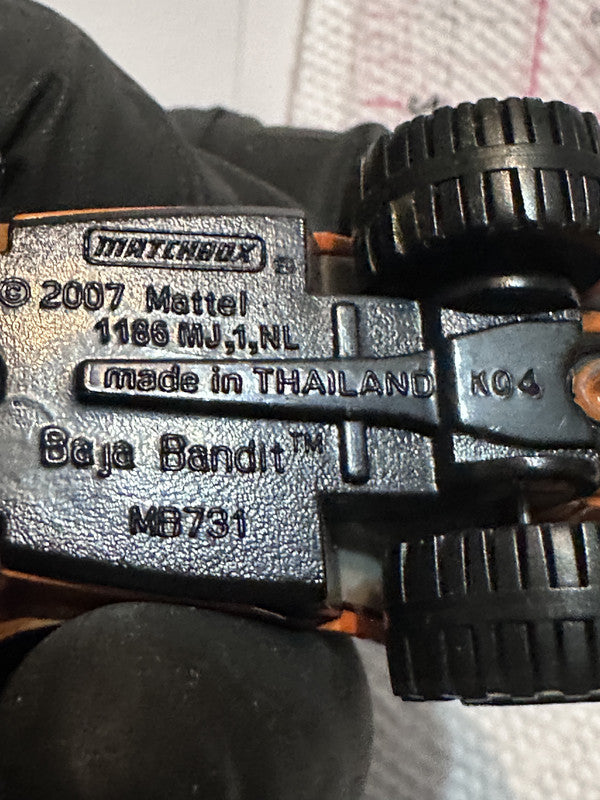 MATCHBOX
© 2007 Mattel
1186 MJ,1,NL
made in THAILAND K04
Baja Bandit™
MB731